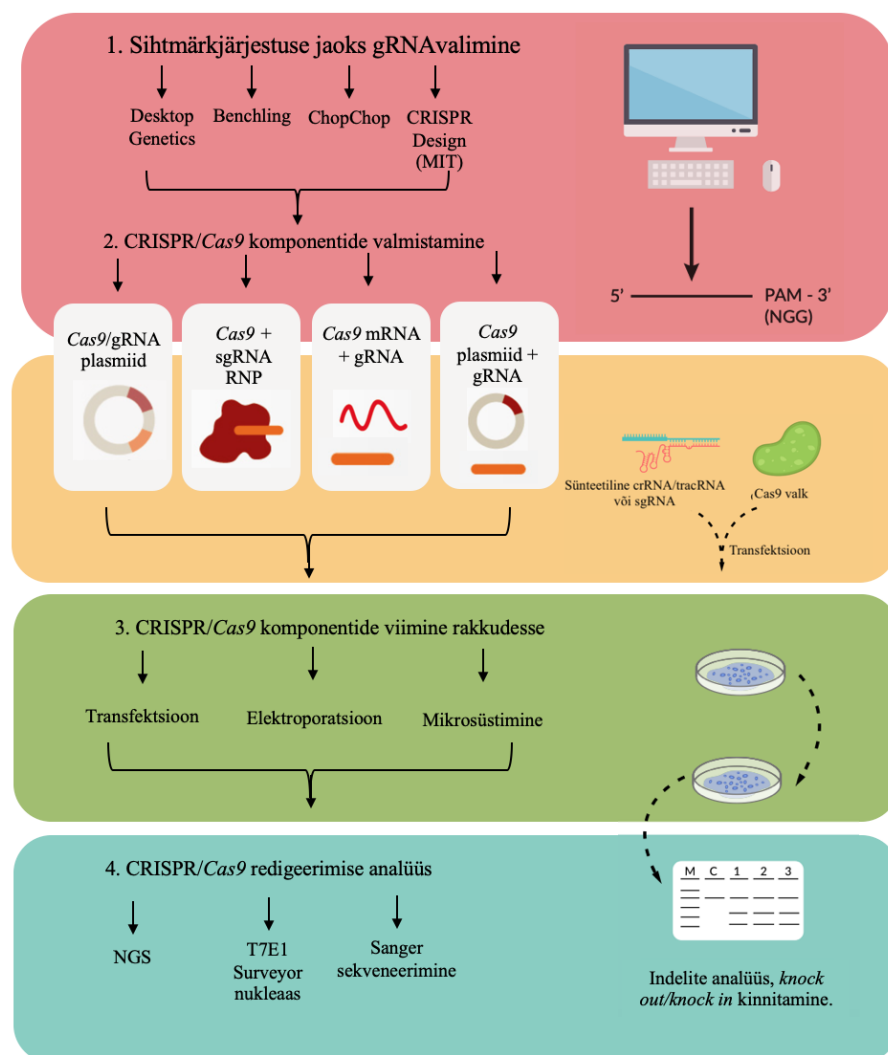 1. Sihtmärkjärjestuse jaoks gRNAvalimine
Desktop
Genetics
Benchling
ChopChop
CRISPR
Design
(MIT)
2. CRISPR/Cas9 komponentide valmistamine
5’
PAM - 3’
(NGG)
Cas9/gRNA
plasmiid
Cas9 +
sgRNA
RNP
Cas9 mRNA
+ gRNA
Cas9
plasmiid +
gRNA
Sünteetiline crRNA/tracRNA
või sgRNA
Cas9 valk
Transfektsioon
3. CRISPR/Cas9 komponentide viimine rakkudesse
Transfektsioon
Elektroporatsioon
Mikrosüstimine
4. CRISPR/Cas9 redigeerimise analüüs
NGS
T7E1
Surveyor
nukleaas
Sanger
sekveneerimine
M C 1 2 3
Indelite analüüs, knock
out/knock in kinnitamine.